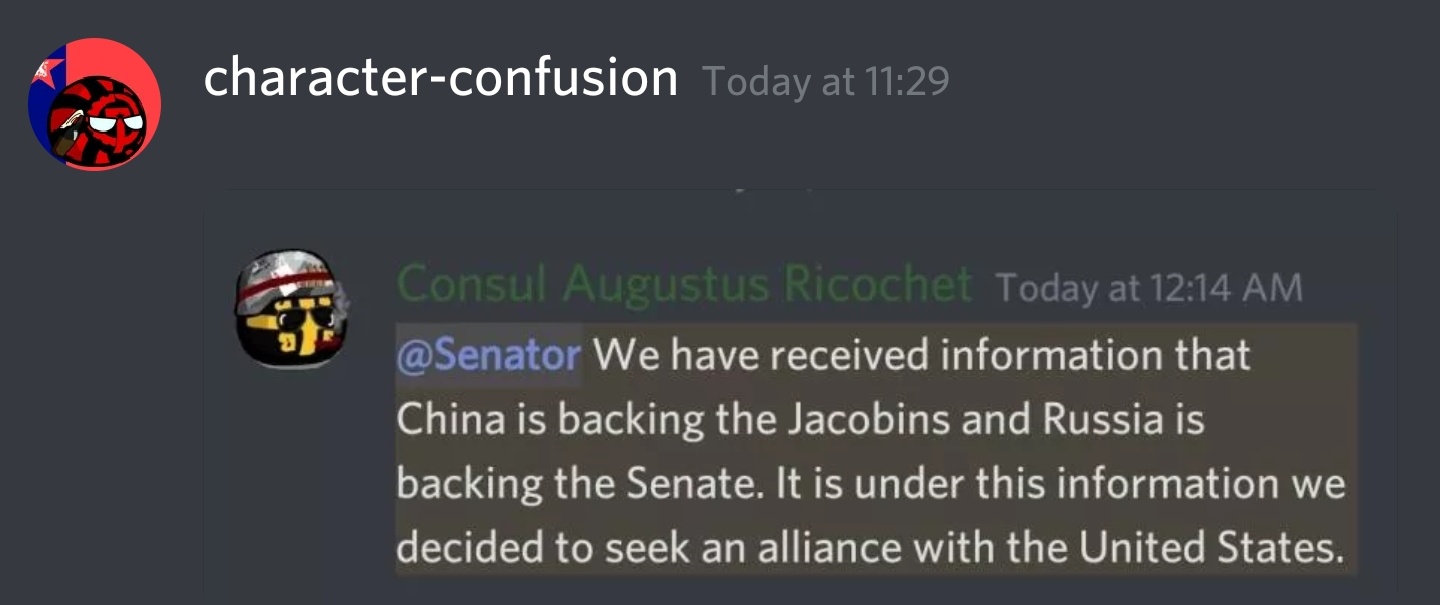 character-confusion Today at 11:29
Consul Augustus Ricochet Today at 12:14 AM
@Senator We have received information that
China is backing the Jacobins and Russia is
backing the Senate. It is under this information we
decided to seek an alliance with the United States.